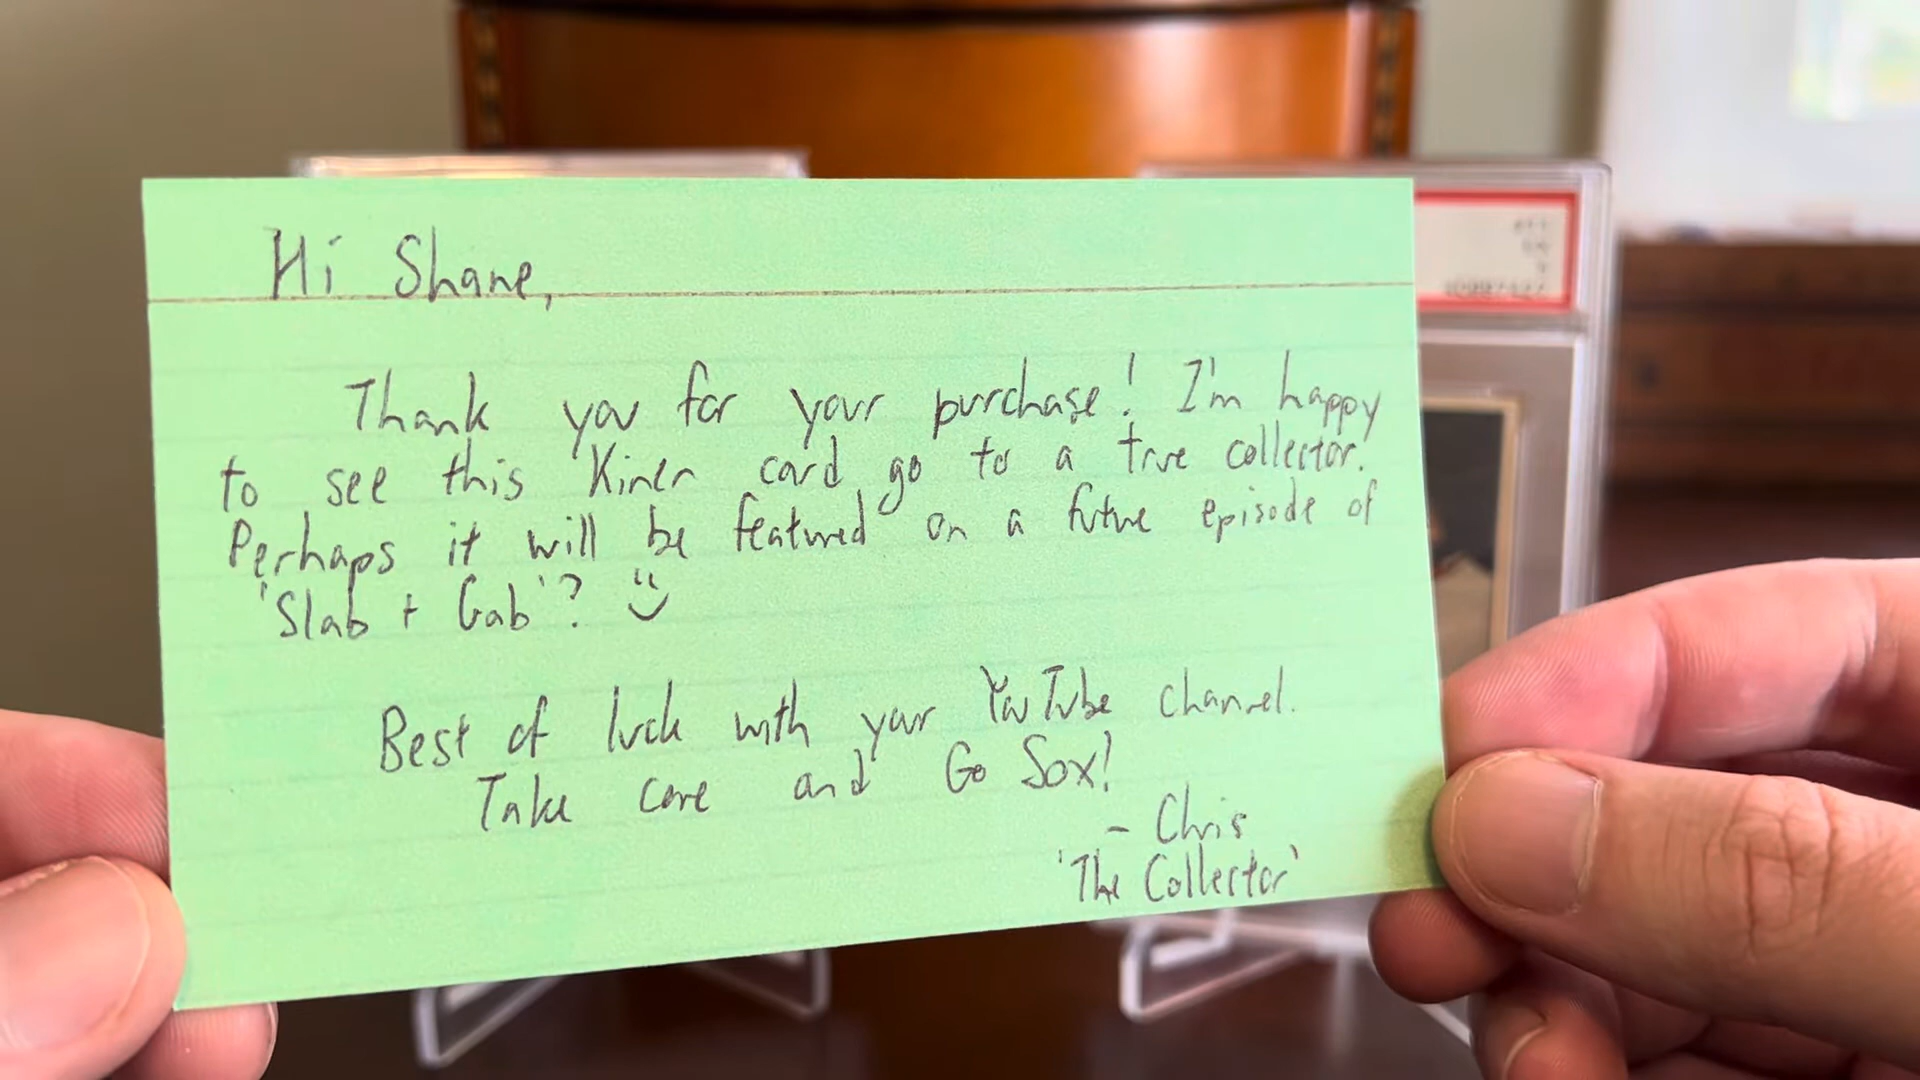 Hi Shane,
Thank you for your purchase! I'm happy
to see this Kiner card go to a true collector.
Perhaps it will be featured on a future episode of
'Slab + Gab'? :)
Best of luck with your YouTube channel.
Take care and Go Sox!
- Chris
'The Collector'